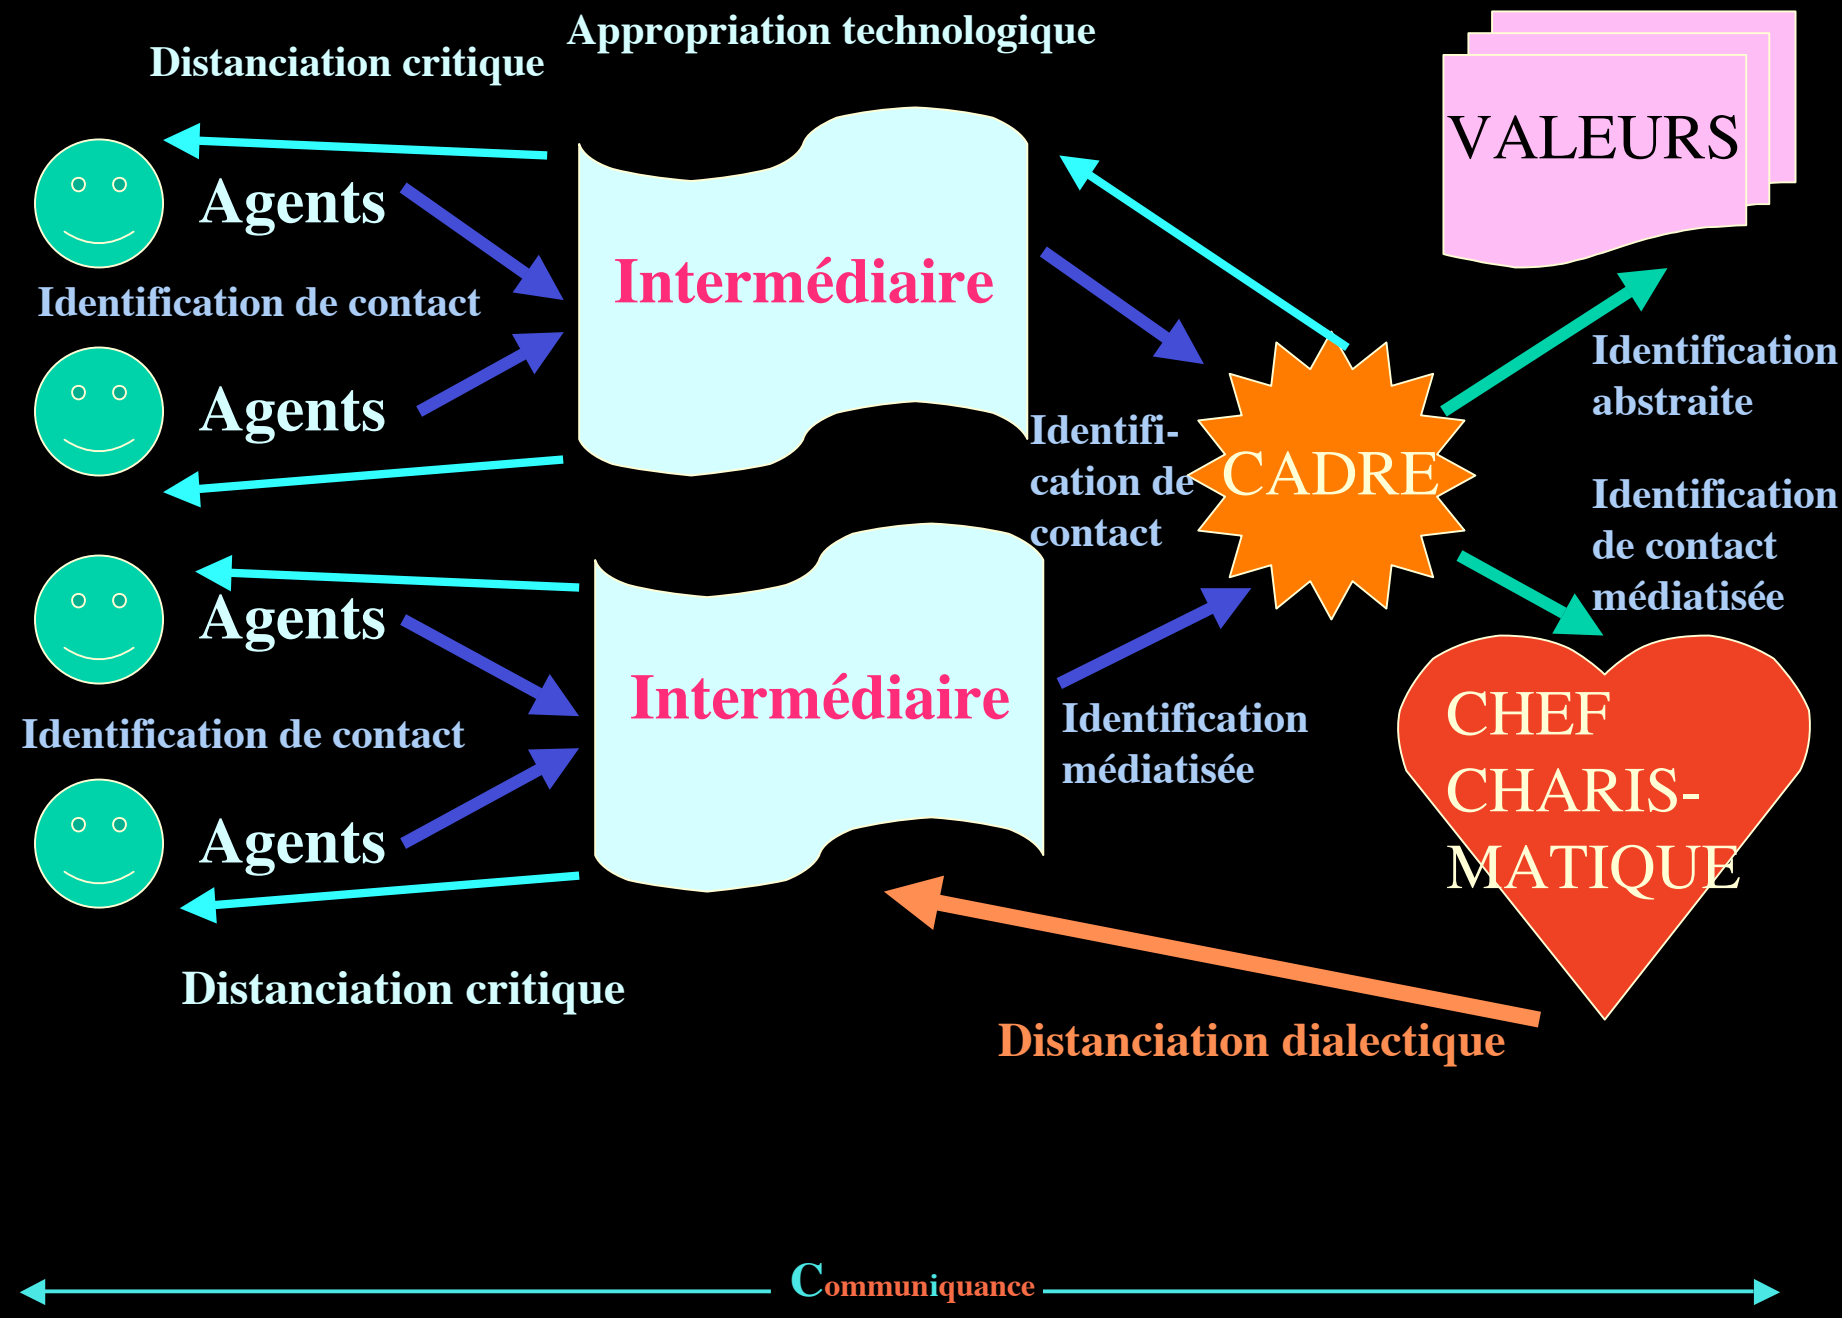 Appropriation technologique
Distanciation critique
VALEURS
Agents
Intermédiaire
Identification de contact
Identification
abstraite
Agents
Identifi-
cation de
contact
CADRE
Identification
de contact
médiatisée
Agents
Intermédiaire
Identification de contact
Identification
médiatisée
CHEF
CHARIS-
MATIQUE
Agents
Distanciation critique
Distanciation dialectique
Communiquance